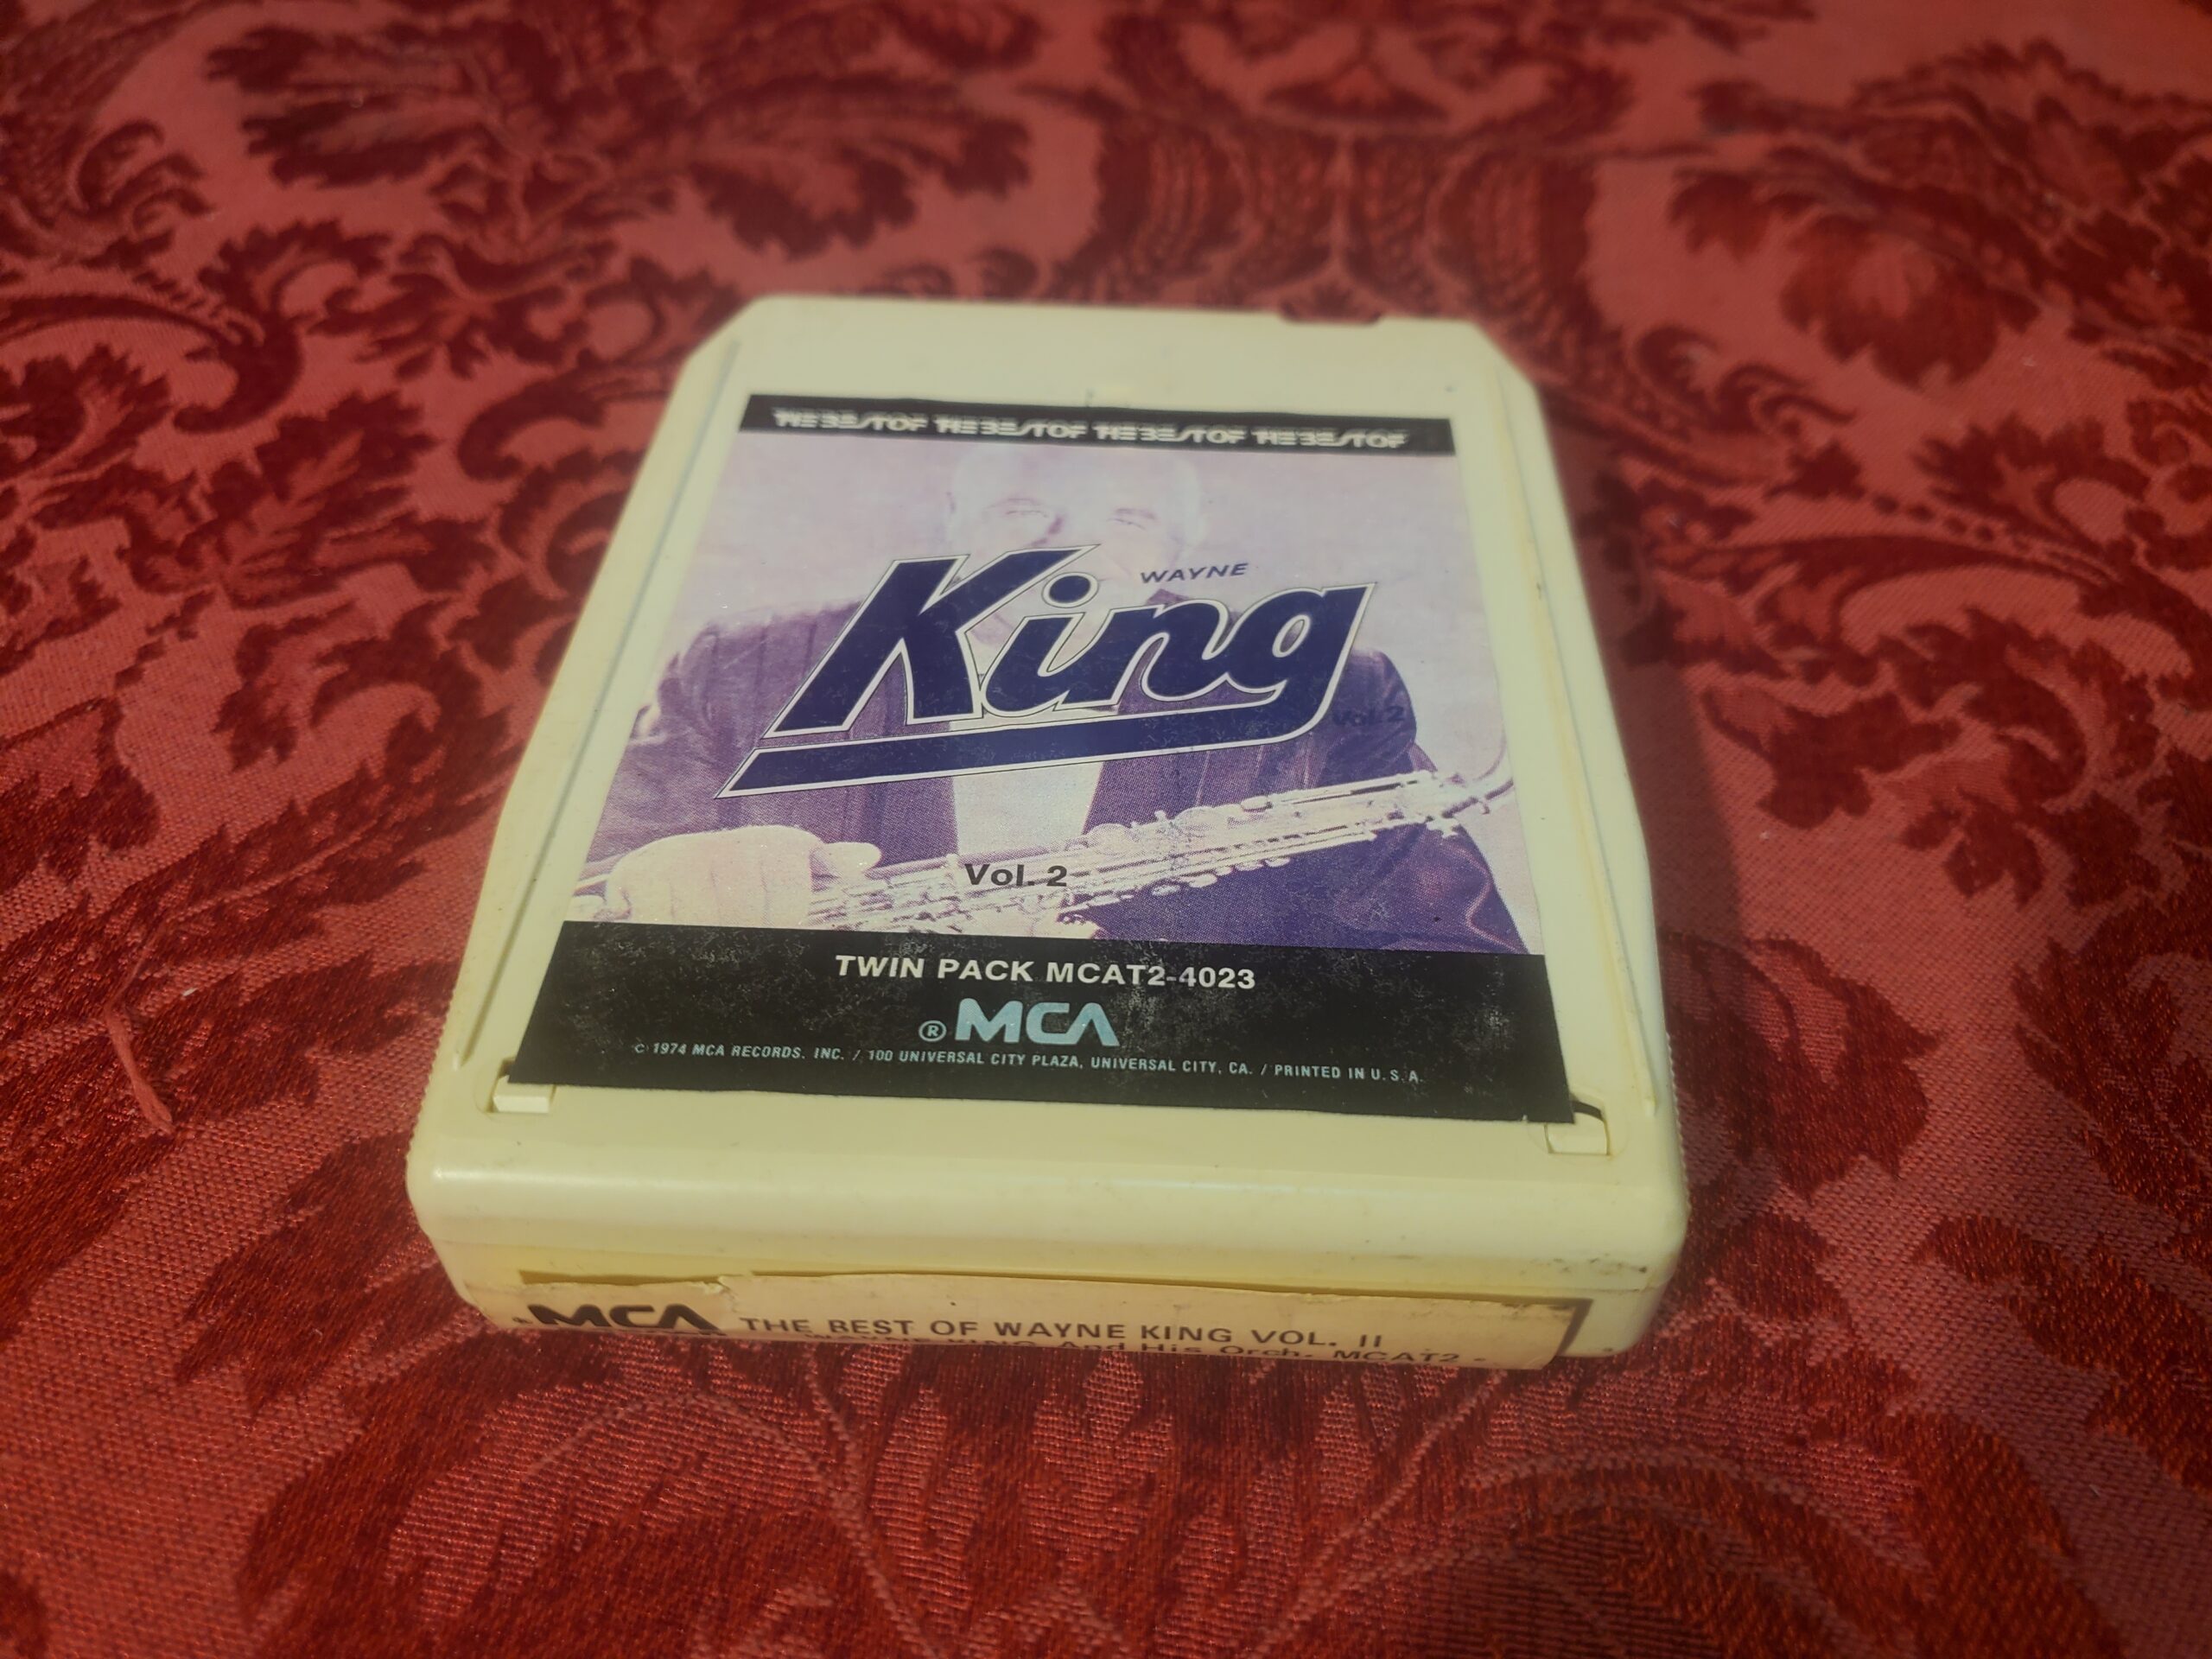 THE BEST OF THE BEST OF THE BEST OF THE BEST OF
WAYNE
King
Vol. 2
Vol. 2
TWIN PACK MCAT2-4023
® MCA
© 1974 MCA RECORDS, INC. / 100 UNIVERSAL CITY PLAZA, UNIVERSAL CITY, CA. / PRINTED IN U.S.A.
MCA THE BEST OF WAYNE KING VOL. II
WAYNE KING And His Orch. MCAT2